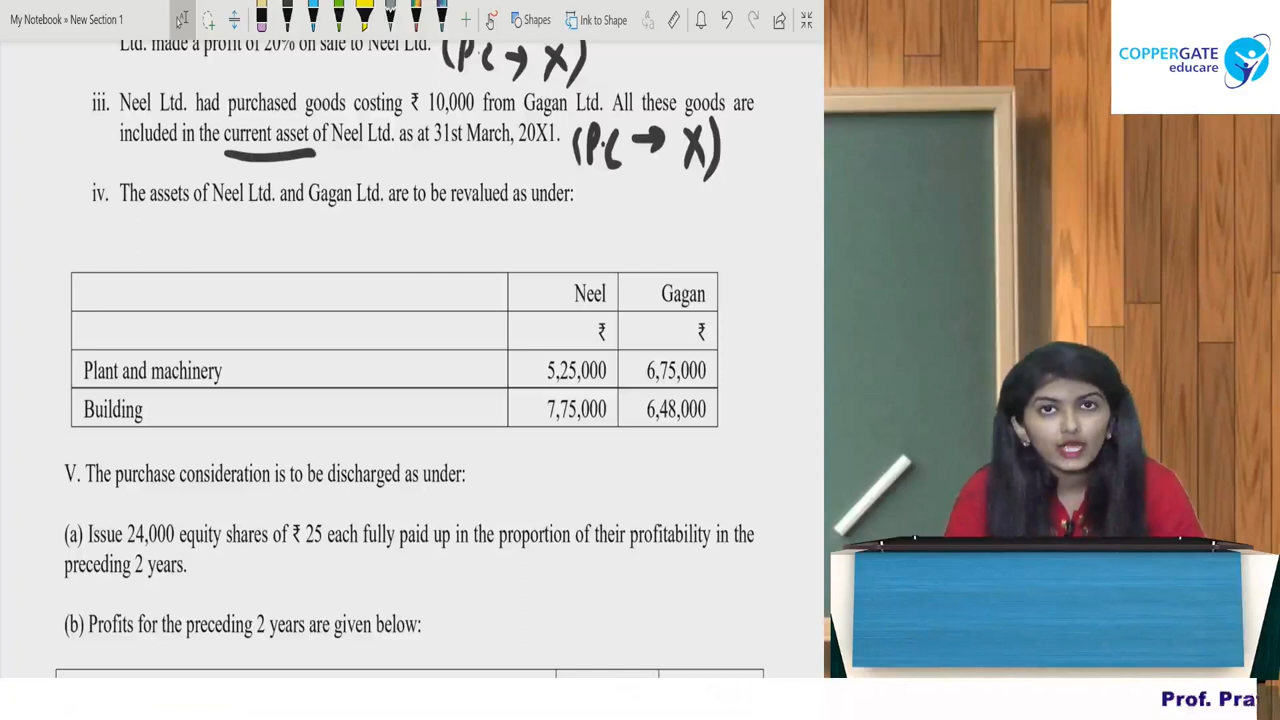 My Notebook » New Section 1
Shapes
Ink to Shape
COPPERGATE
educare
Ltd. made a profit of 20% on sale to Neel Ltd. (P.C → X)
iii. Neel Ltd. had purchased goods costing ₹ 10,000 from Gagan Ltd. All these goods are
included in the current asset of Neel Ltd. as at 31st March, 20X1. (P.C → X)
iv. The assets of Neel Ltd. and Gagan Ltd. are to be revalued as under:
Neel Gagan
₹ ₹
Plant and machinery 5,25,000 6,75,000
Building 7,75,000 6,48,000
V. The purchase consideration is to be discharged as under:
(a) Issue 24,000 equity shares of ₹ 25 each fully paid up in the proportion of their profitability in the
preceding 2 years.
(b) Profits for the preceding 2 years are given below:
Prof. Pra